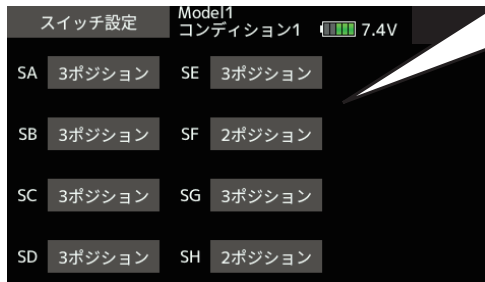 スイッチ設定
Model1
コンディション1 7.4V
SA 3ポジション SE 3ポジション
SB 3ポジション SF 2ポジション
SC 3ポジション SG 3ポジション
SD 3ポジション SH 2ポジション